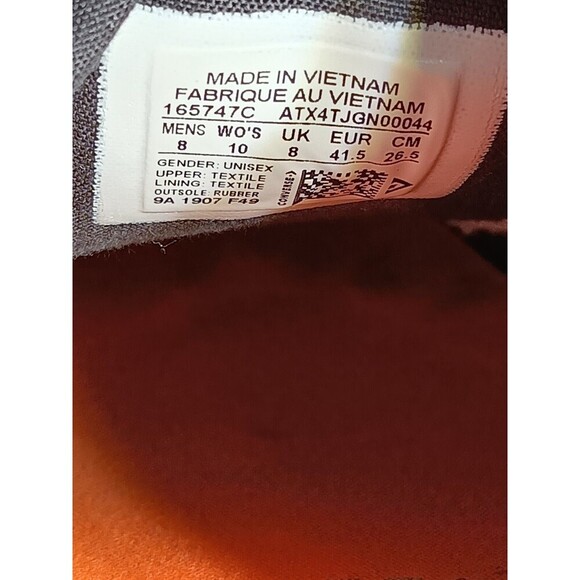 MADE IN VIETNAM
FABRIQUE AU VIETNAM
165747C ATX4TJGN00044
MENS WO'S UK EUR CM
8 10 8 41.5 26.5
GENDER: UNISEX
UPPER: TEXTILE
LINING: TEXTILE
OUTSOLE: RUBBER
9A 1907 F49
CONVERSE